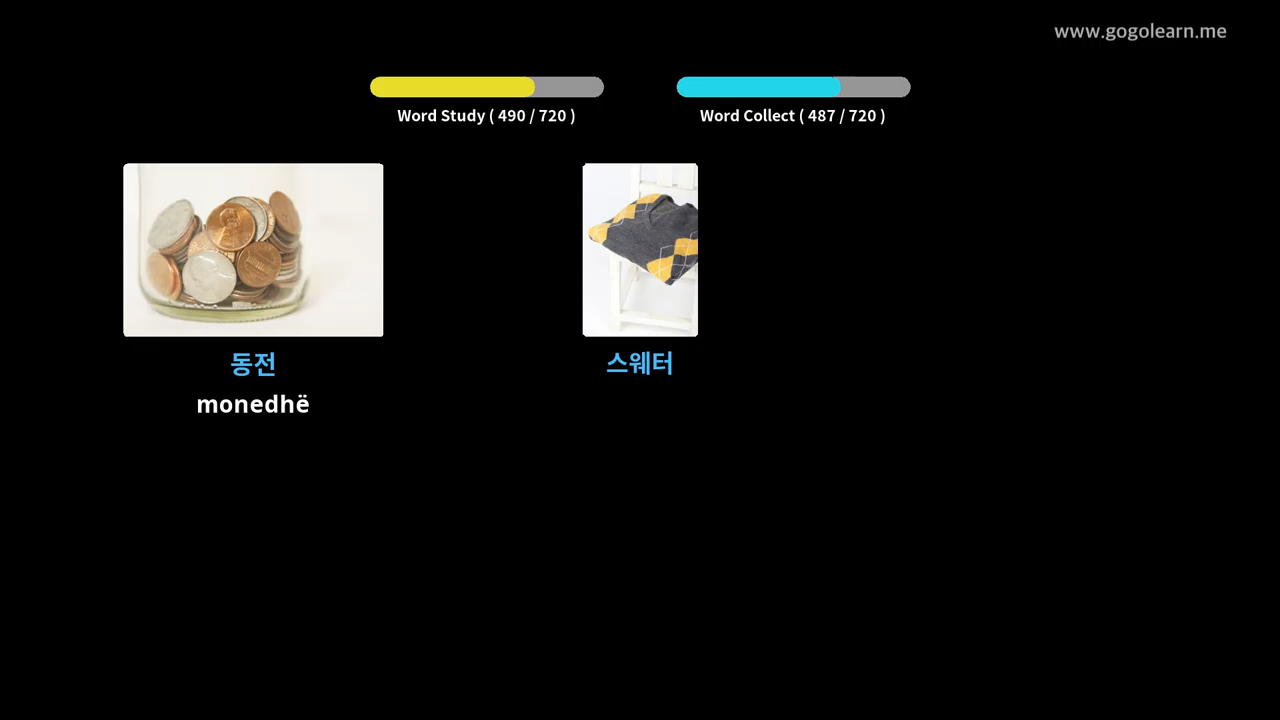 www.gogolearn.me
Word Study ( 490 / 720 )
Word Collect ( 487 / 720 )
동전
monedhë
스웨터